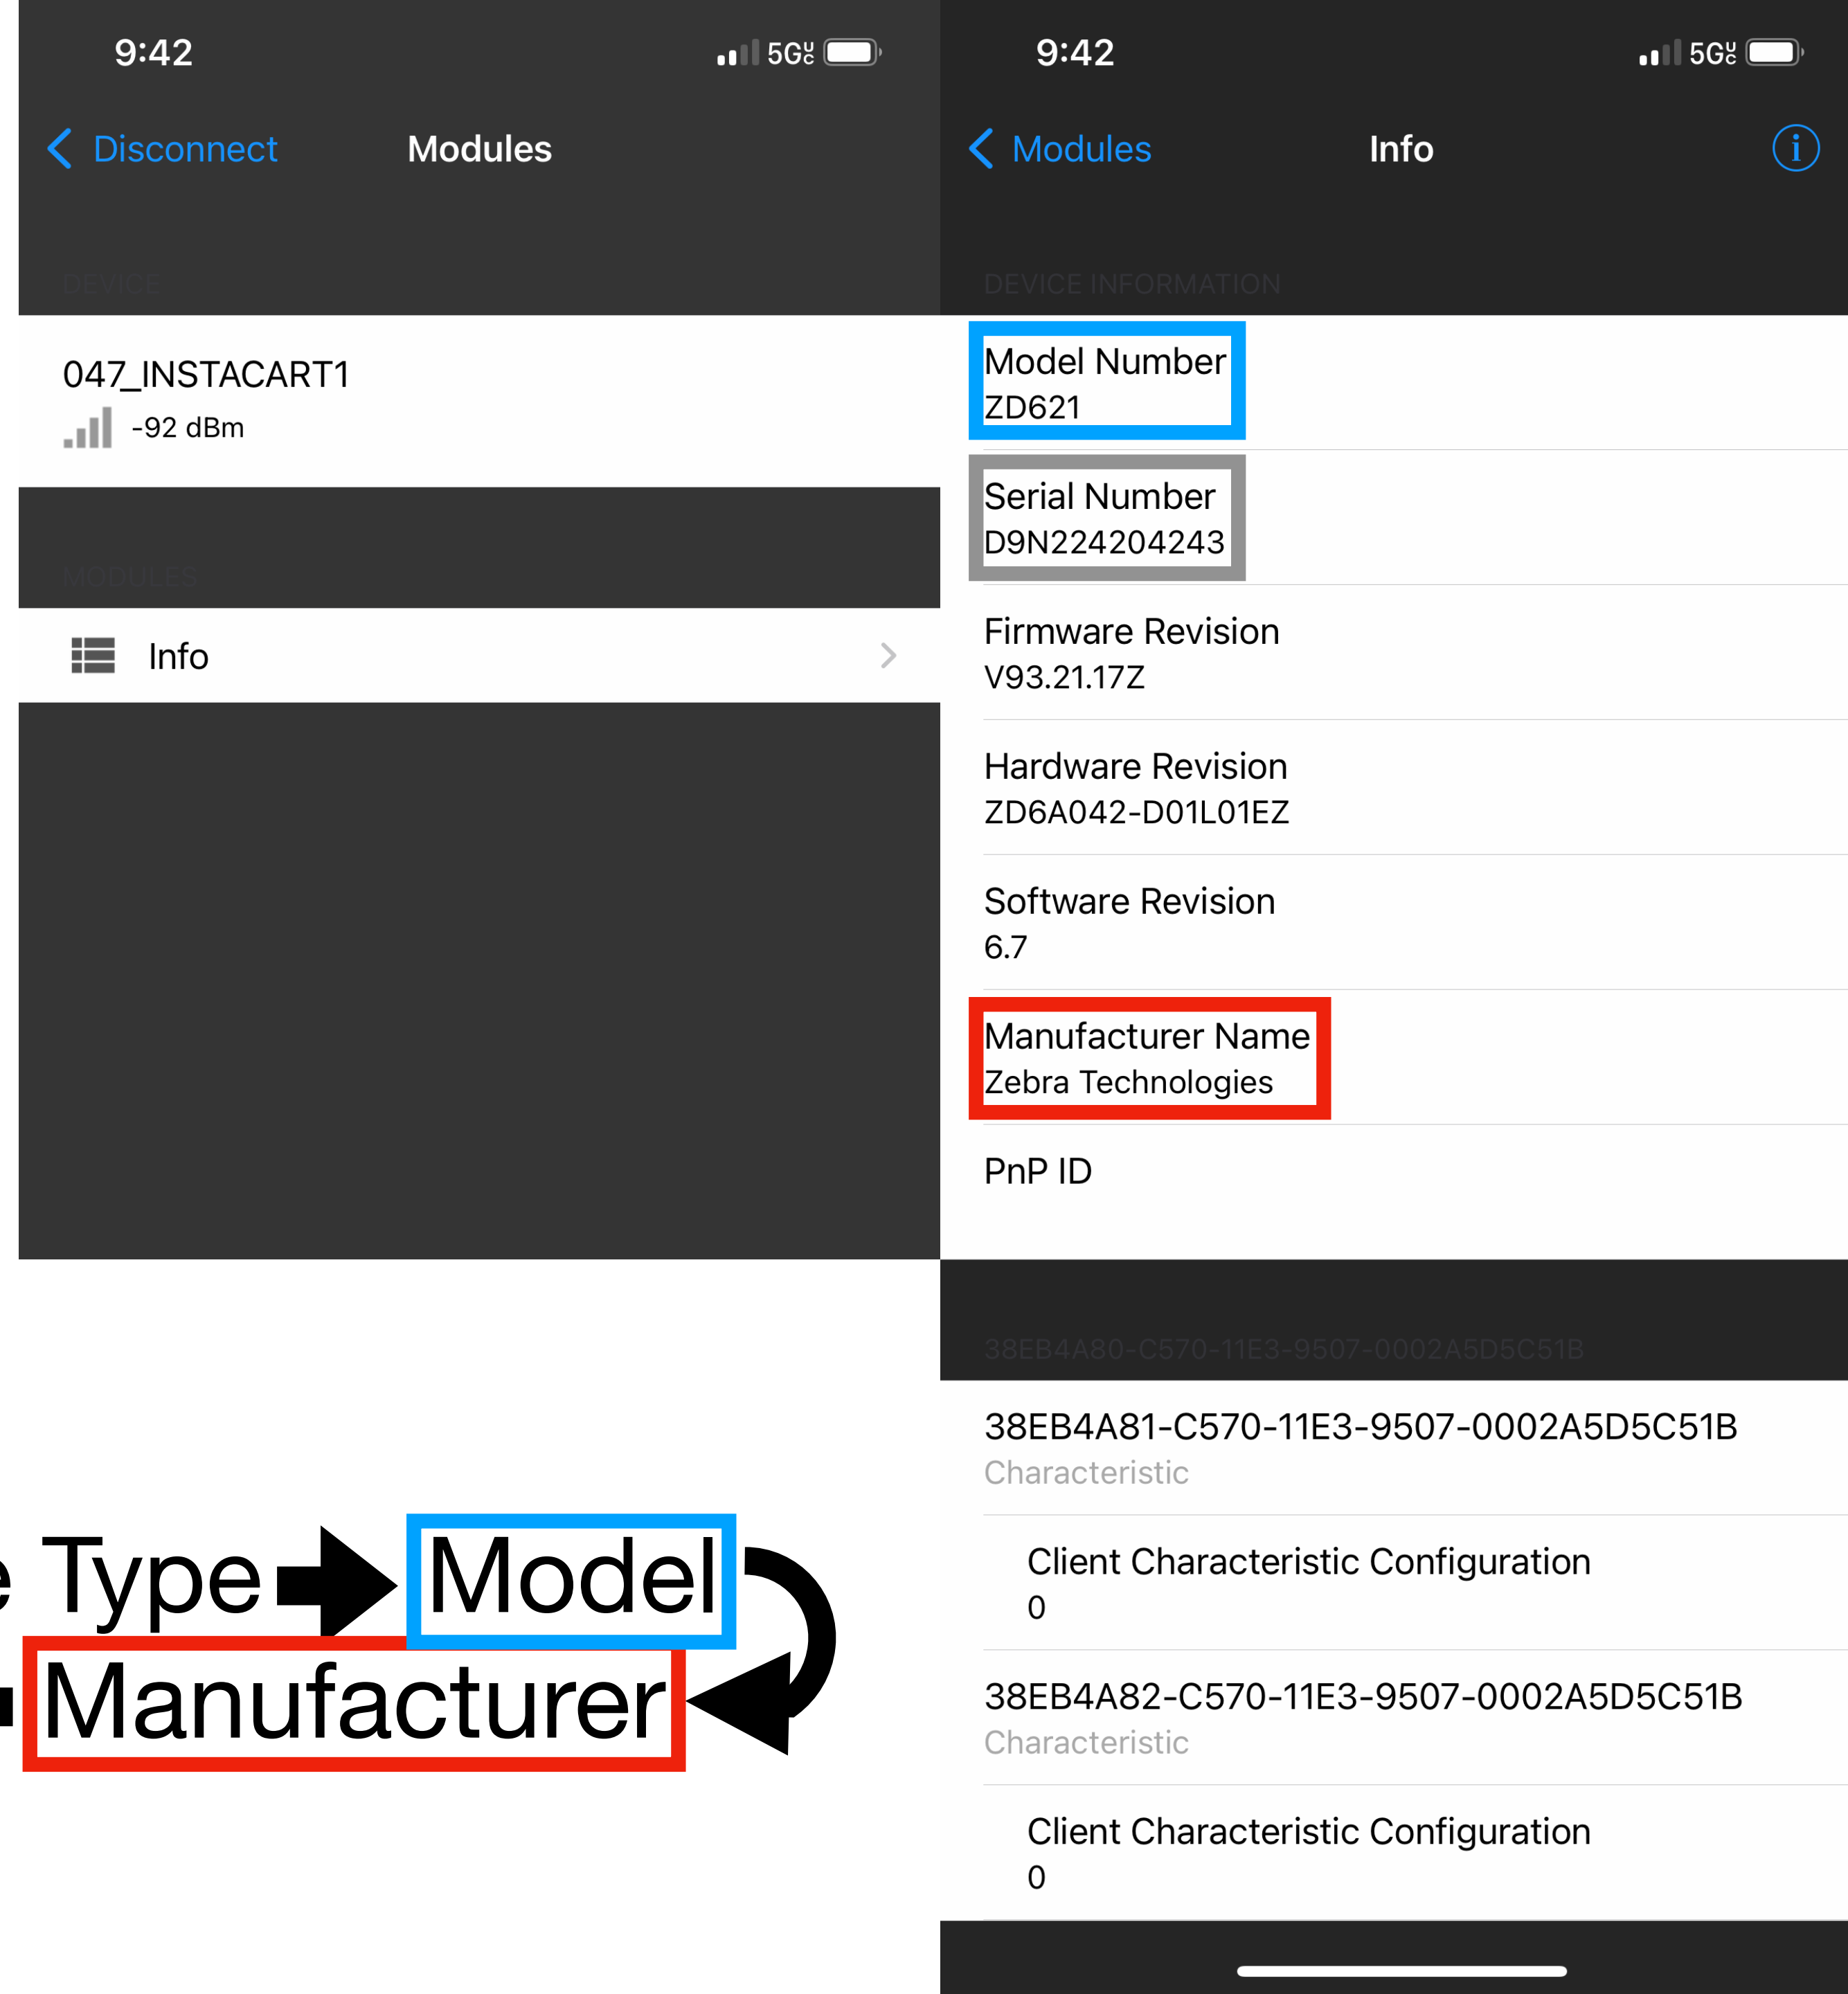 9:42
5GUC
Disconnect
Modules
DEVICE
047_INSTACART1
-92 dBm
MODULES
Info
9:42
5GUC
Modules
Info
DEVICE INFORMATION
Model Number
ZD621
Serial Number
D9N224204243
Firmware Revision
V93.21.17Z
Hardware Revision
ZD6A042-D01L01EZ
Software Revision
6.7
Manufacturer Name
Zebra Technologies
PnP ID
38EB4A80-C570-11E3-9507-0002A5D5C51B
38EB4A81-C570-11E3-9507-0002A5D5C51B
Characteristic
Client Characteristic Configuration
0
38EB4A82-C570-11E3-9507-0002A5D5C51B
Characteristic
Client Characteristic Configuration
0
Type Model
Manufacturer